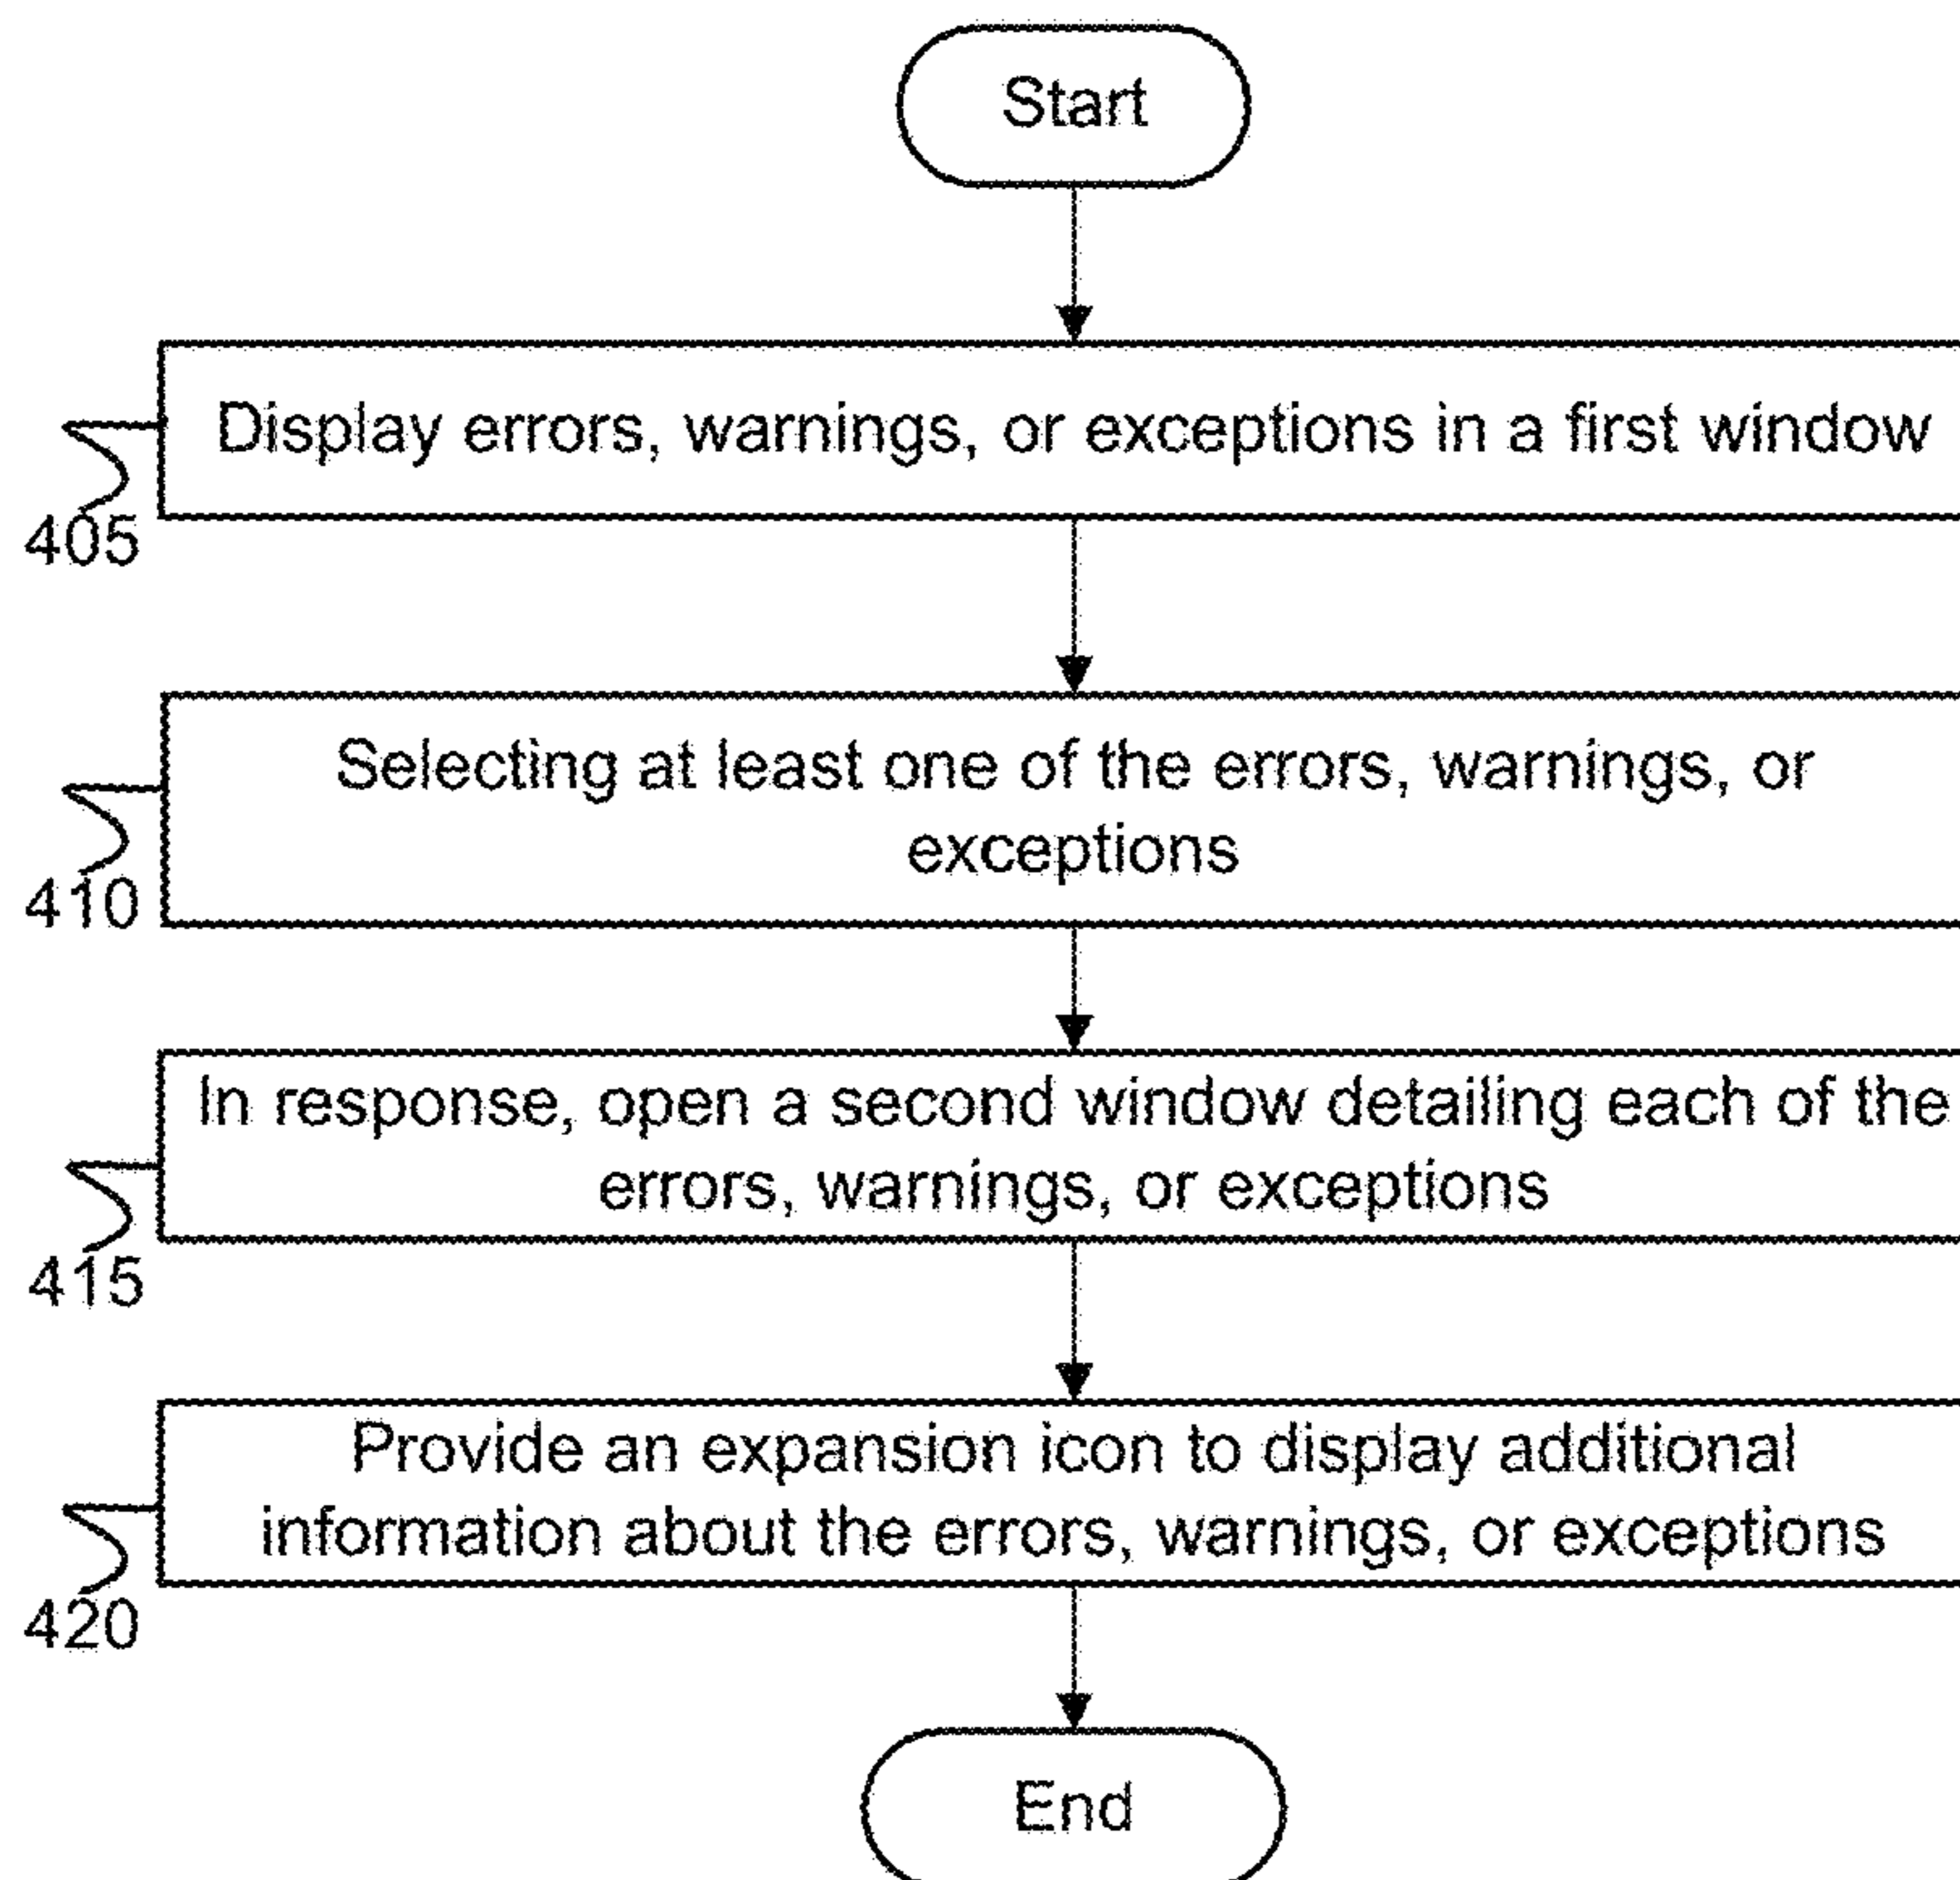 Start
Display errors, warnings, or exceptions in a first window
405
Selecting at least one of the errors, warnings, or
exceptions
410
In response, open a second window detailing each of the
errors, warnings, or exceptions
415
Provide an expansion icon to display additional
information about the errors, warnings, or exceptions
420
End